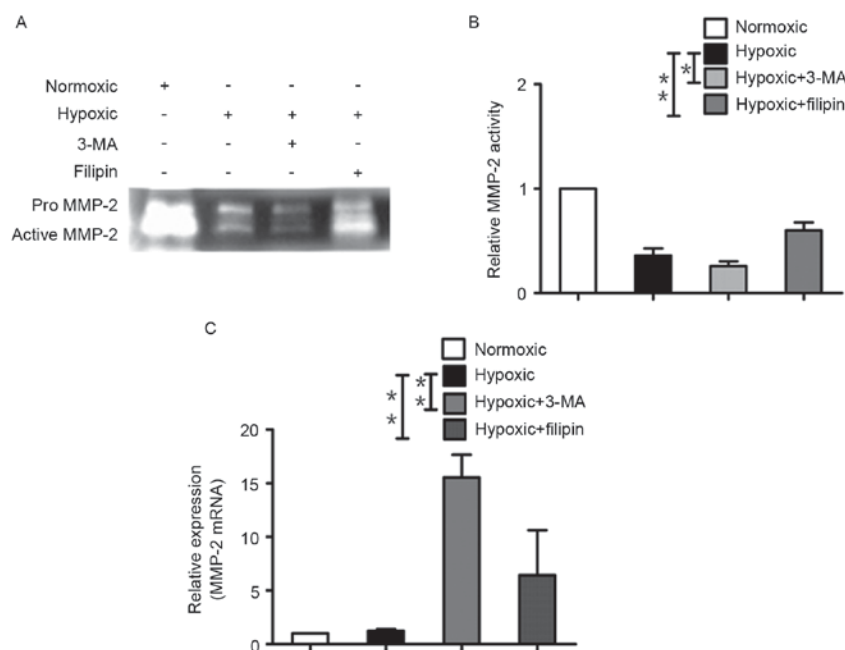 A
Normoxic + - - -
Hypoxic - + + +
3-MA - - + -
Filipin - - - +
Pro MMP-2
Active MMP-2
B
Normoxic
Hypoxic
Hypoxic+3-MA
Hypoxic+filipin
*
* *
Relative MMP-2 activity
2
1
0
C
Normoxic
Hypoxic
Hypoxic+3-MA
Hypoxic+filipin
* *
* *
Relative expression
(MMP-2 mRNA)
20
15
10
5
0